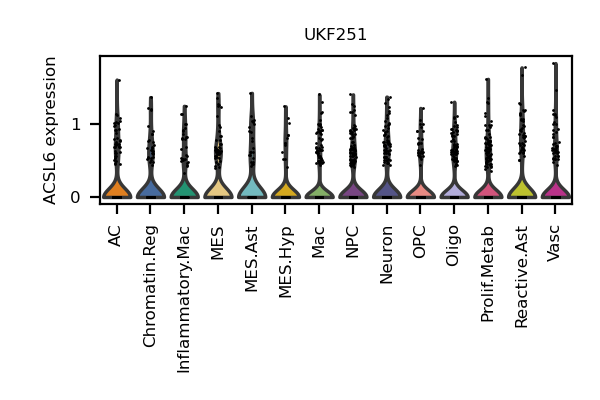 UKF251
ACSL6 expression
1
0
AC
Chromatin.Reg
Inflammatory.Mac
MES
MES.Ast
MES.Hyp
Mac
NPC
Neuron
OPC
Oligo
Prolif.Metab
Reactive.Ast
Vasc